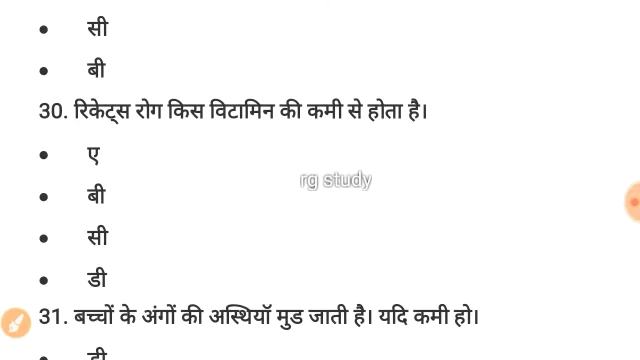 • सी
• बी
30. रिकेट्स रोग किस विटामिन की कमी से होता है।
• ए
rg study
• बी
• सी
• डी
31. बच्चों के अंगों की अस्थियॉ मुड जाती है। यदि कमी हो।
• डी